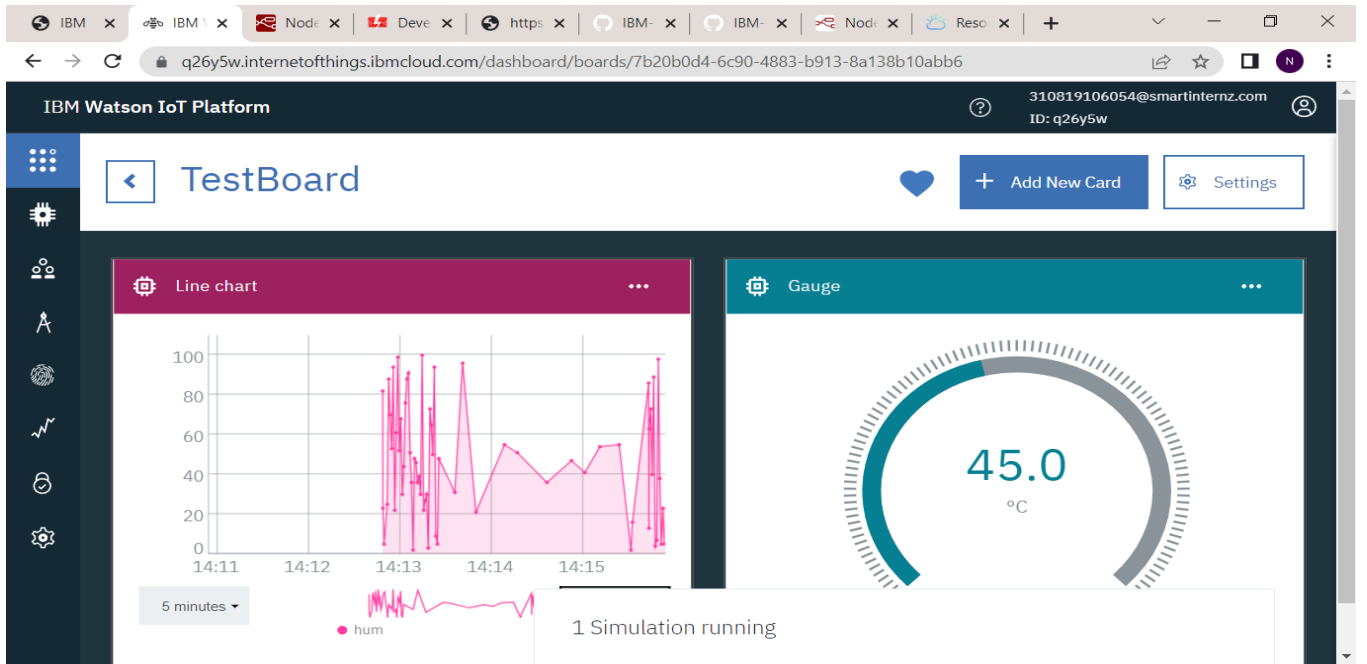 IBM
IBM W
Node
Deve
https
IBM-
IBM-
Node
Reso
q26y5w.internetofthings.ibmcloud.com/dashboard/boards/7b20b0d4-6c90-4883-b913-8a138b10abb6
N
IBM Watson IoT Platform
310819106054@smartinternz.com
ID: q26y5w
TestBoard
Add New Card
Settings
Line chart
Gauge
100
80
60
40
20
0
14:11 14:12 14:13 14:14 14:15
45.0
°C
5 minutes
hum
1 Simulation running